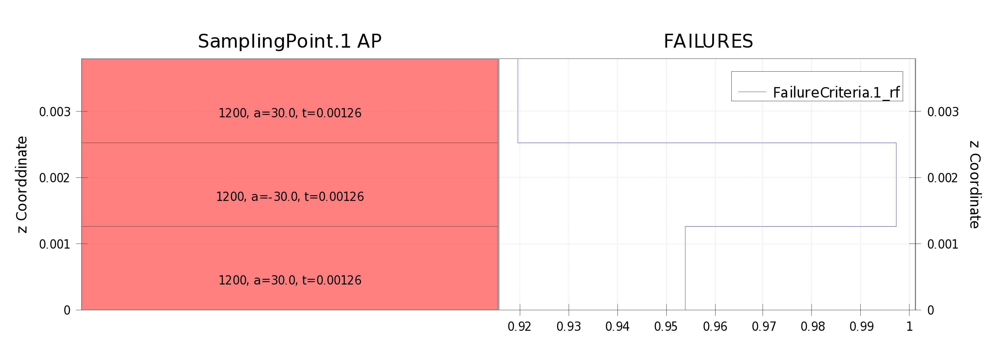 SamplingPoint.1 AP
FAILURES
FailureCriteria.1_rf
z Coorddinate
0.003
0.002
0.001
0
1200, a=30.0, t=0.00126
1200, a=-30.0, t=0.00126
1200, a=30.0, t=0.00126
0.003
0.002
0.001
0
z Coordinate
0.92 0.93 0.94 0.95 0.96 0.97 0.98 0.99 1